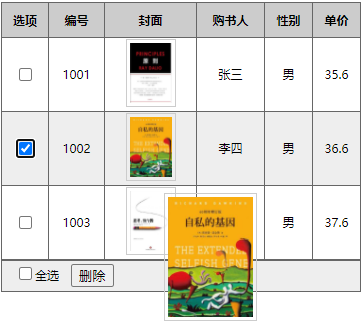 选项 编号 封面 购书人 性别 单价
1001 PRINCIPLES 原则 张三 男 35.6
1002 自私的基因 李四 男 36.6
1003 男 37.6
自私的基因
THE EXTENDED
SELFISH GENE
全选 删除